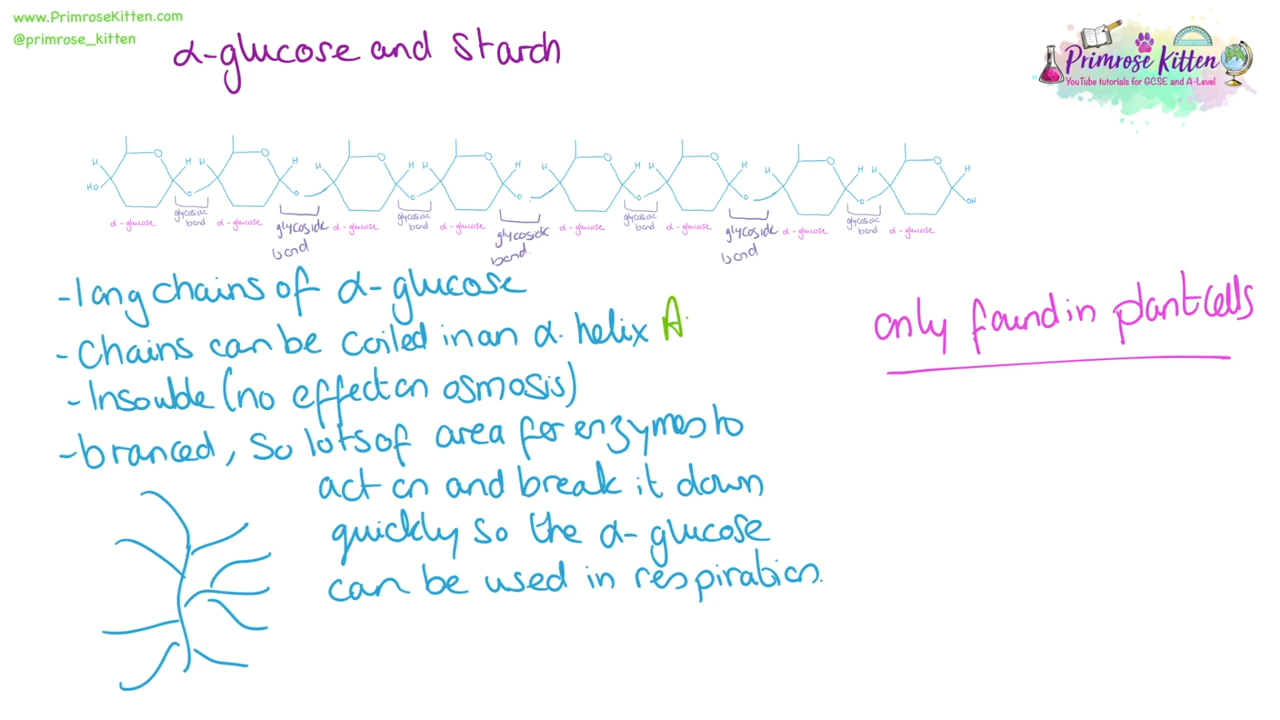 www.PrimroseKitten.com
@primrose_kitten
α-glucose and starch
Primrose Kitten
YouTube tutorials for GCSE and A-Level
H O H H O H H O H H O H H O H H O H H O H H O H
HO O O O O O O O OH
α-glucose glycosidic bond α-glucose glycoside bond α-glucose glycosidic bond α-glucose glycosidic bond α-glucose glycosidic bond α-glucose glycoside bond α-glucose glycosidic bond α-glucose
-long chains of α-glucose
-Chains can be coiled in an α. helix A.
only found in plant cells
-Insouble (no effect on osmosis)
-branced, so lots of area for enzymes to
act on and break it down
quickly so the α-glucose
can be used in respiration.